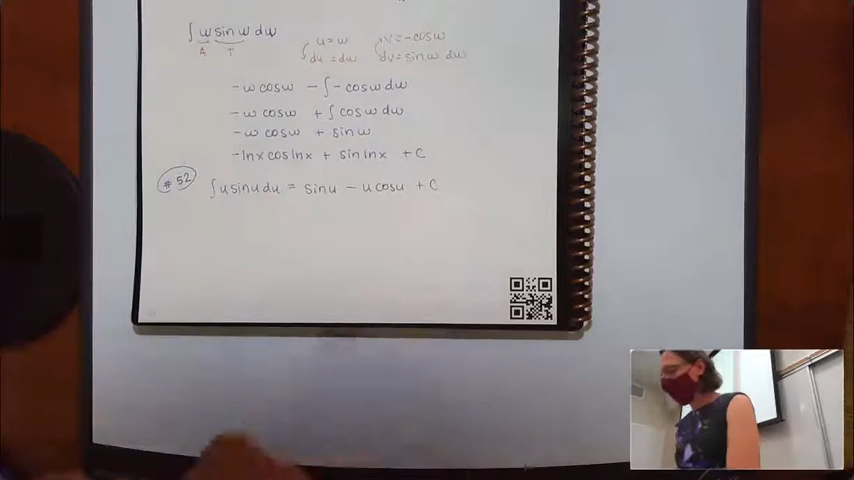 ∫ w sin w dw
A T
u = w v = -cos w
du = dw dv = sin w dw
-w cos w - ∫ -cos w dw
-w cos w + ∫ cos w dw
-w cos w + sin w
-ln x cos ln x + sin ln x + C
#52 ∫ u sin u du = sin u - u cos u + C